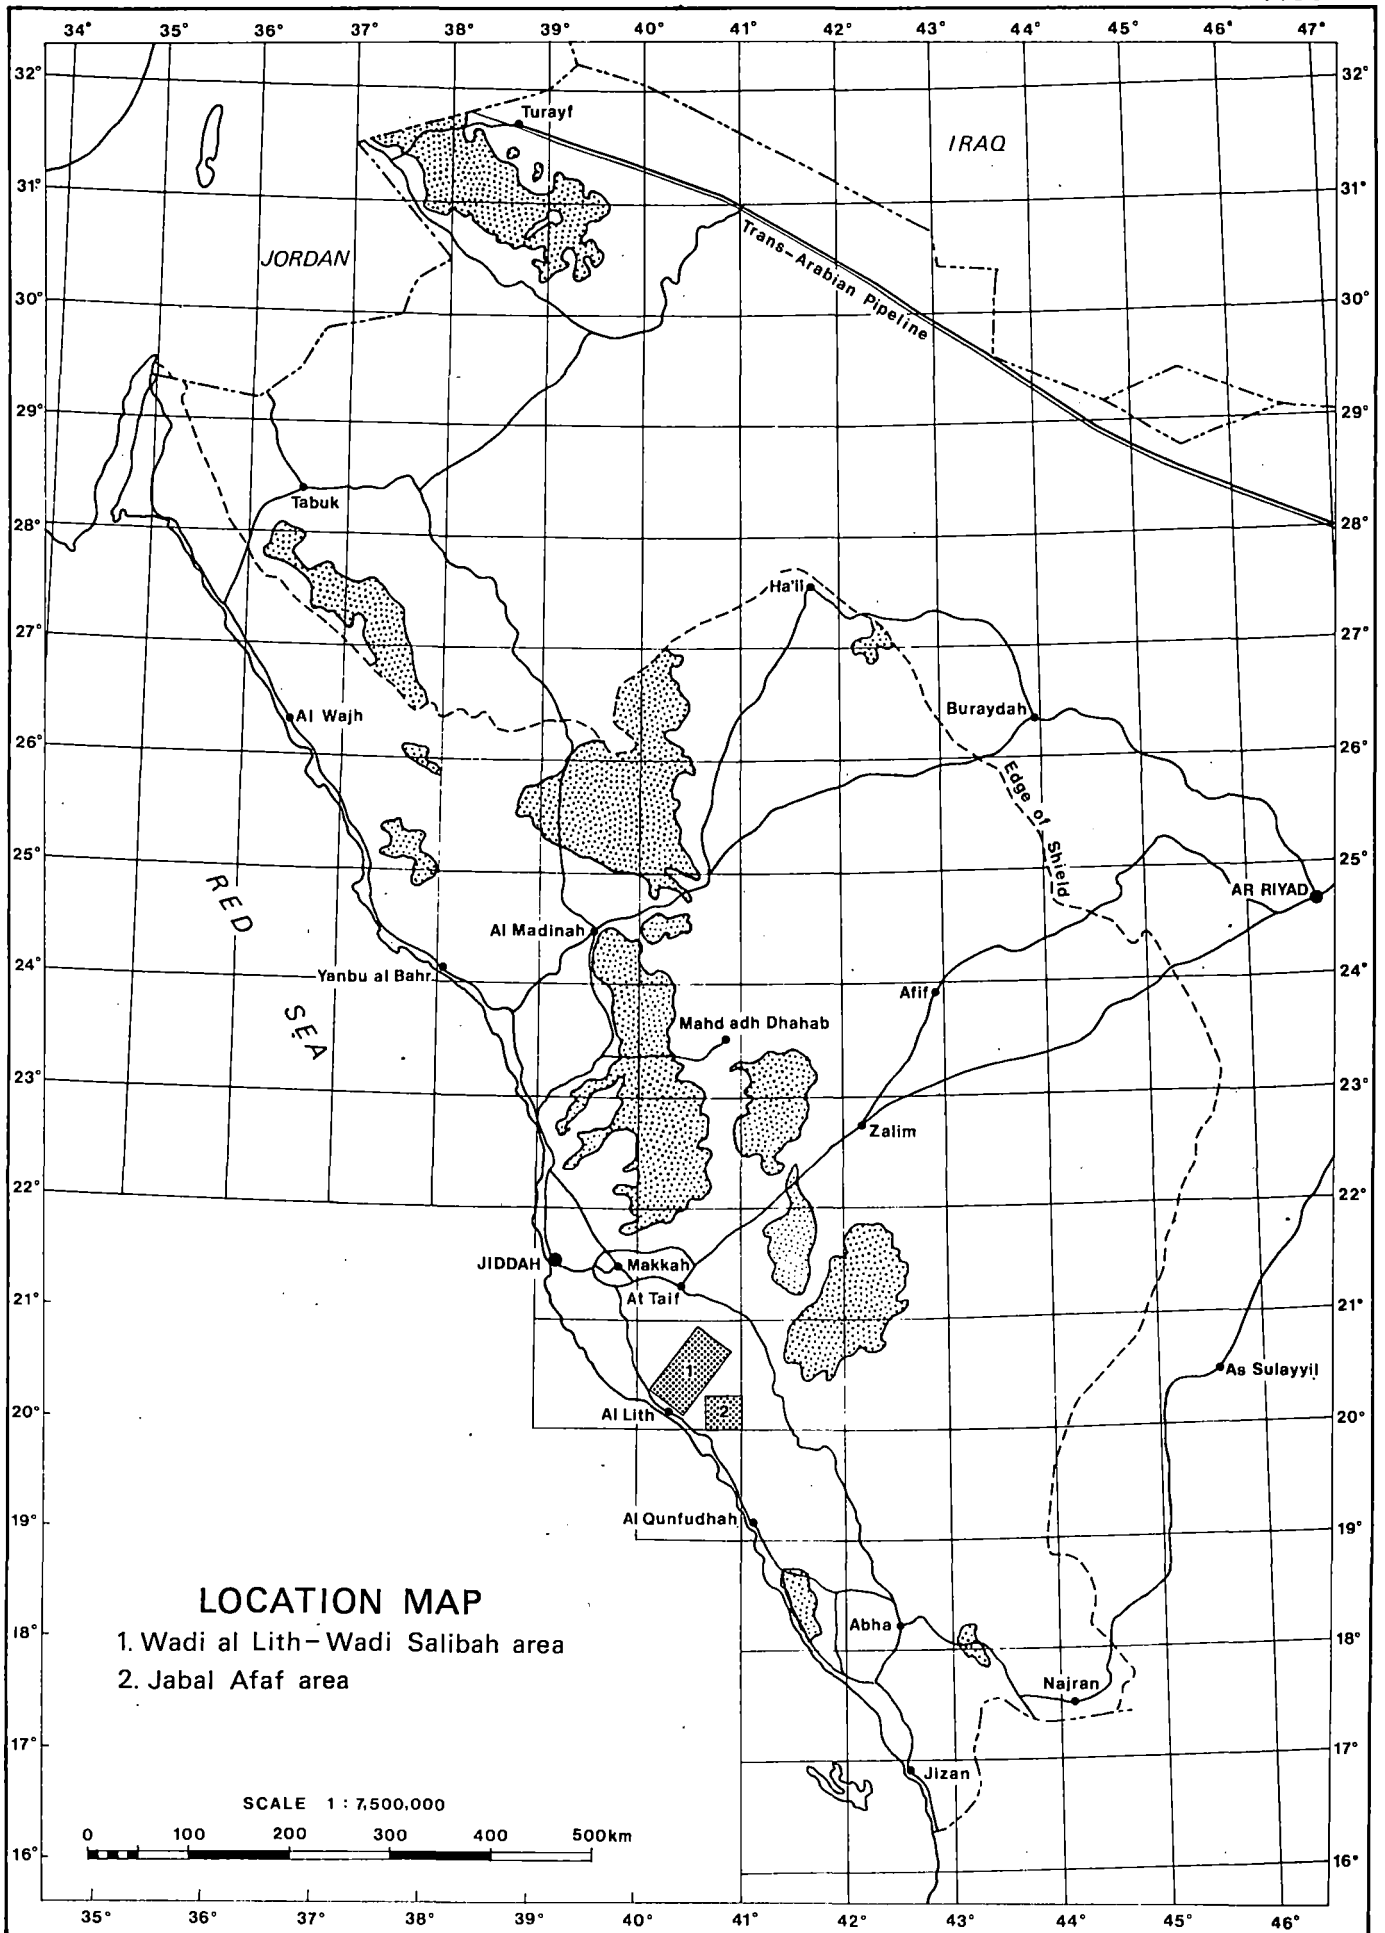 34° 35° 36° 37° 38° 39° 40° 41° 42° 43° 44° 45° 46° 47°
32° 32°
Turayf
IRAQ
31° 31°
JORDAN
Trans-Arabian Pipeline
30° 30°
29° 29°
Tabuk
28° 28°
Ha'il
27° 27°
Al Wajh
Buraydah
26° 26°
Edge of Shield
25° 25°
RED SEA
AR RIYAD
Al Madinah
24° 24°
Yanbu al Bahr
Afif
Mahd adh Dhahab
23° 23°
Zalim
22° 22°
JIDDAH
Makkah
At Taif
21° 21°
1
As Sulayyil
20° 20°
Al Lith
2
19° 19°
Al Qunfudhah
LOCATION MAP
1. Wadi al Lith-Wadi Salibah area
18° 18°
Abha
2. Jabal Afaf area
Najran
17° 17°
Jizan
SCALE 1 : 7,500,000
0 100 200 300 400 500km
16° 16°
35° 36° 37° 38° 39° 40° 41° 42° 43° 44° 45° 46°